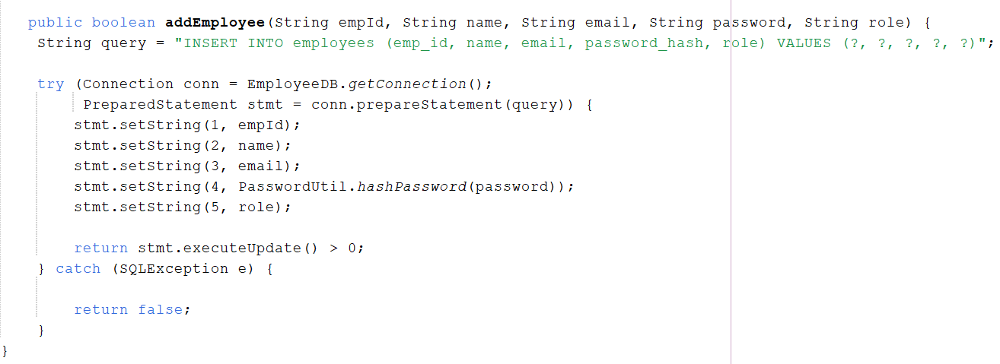 public boolean addEmployee(String empId, String name, String email, String password, String role) {
String query = "INSERT INTO employees (emp_id, name, email, password_hash, role) VALUES (?, ?, ?, ?, ?)";
try (Connection conn = EmployeeDB.getConnection();
PreparedStatement stmt = conn.prepareStatement(query)) {
stmt.setString(1, empId);
stmt.setString(2, name);
stmt.setString(3, email);
stmt.setString(4, PasswordUtil.hashPassword(password));
stmt.setString(5, role);
return stmt.executeUpdate() > 0;
} catch (SQLException e) {
return false;
}
}